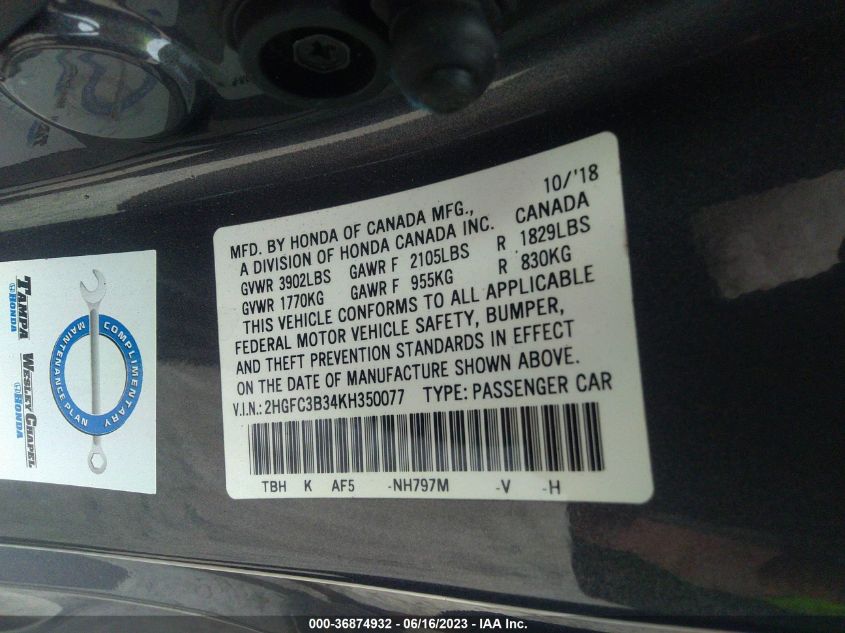 MFD. BY HONDA OF CANADA MFG., 10/'18
A DIVISION OF HONDA CANADA INC. CANADA
GVWR 3902LBS GAWR F 2105LBS R 1829LBS
GVWR 1770KG GAWR F 955KG R 830KG
THIS VEHICLE CONFORMS TO ALL APPLICABLE
FEDERAL MOTOR VEHICLE SAFETY, BUMPER,
AND THEFT PREVENTION STANDARDS IN EFFECT
ON THE DATE OF MANUFACTURE SHOWN ABOVE.
V.I.N.:2HGFC3B34KH350077 TYPE: PASSENGER CAR
TBH K AF5 -NH797M -V -H
TAMPA
HONDA
WESLEY CHAPEL
HONDA
COMPLIMENTARY
MAINTENANCE PLAN
000-36874932 - 06/16/2023 - IAA Inc.